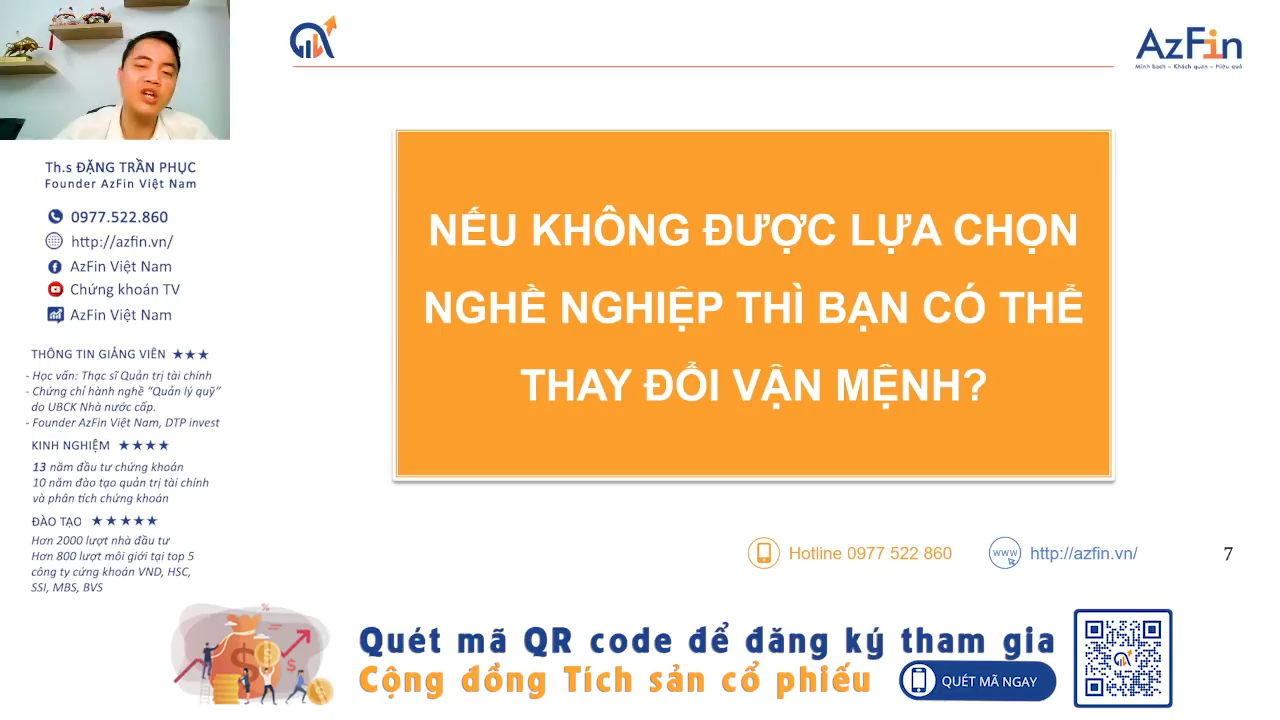 AzFin
Minh bạch – Khách quan – Hiệu quả
Th.s ĐẶNG TRẦN PHỤC
Founder AzFin Việt Nam
0977.522.860
http://azfin.vn/
AzFin Việt Nam
Chứng khoán TV
AzFin Việt Nam
THÔNG TIN GIẢNG VIÊN ★★★
- Học vấn: Thạc sĩ Quản trị tài chính
- Chứng chỉ hành nghề “Quản lý quỹ”
do UBCK Nhà nước cấp.
- Founder AzFin Việt Nam, DTP invest
KINH NGHIỆM ★★★★
13 năm đầu tư chứng khoán
10 năm đào tạo quản trị tài chính
và phân tích chứng khoán
ĐÀO TẠO ★★★★★
Hơn 2000 lượt nhà đầu tư
Hơn 800 lượt môi giới tại top 5
công ty cứng khoán VND, HSC,
SSI, MBS, BVS
NẾU KHÔNG ĐƯỢC LỰA CHỌN
NGHỀ NGHIỆP THÌ BẠN CÓ THỂ
THAY ĐỔI VẬN MỆNH?
Hotline 0977 522 860
www
http://azfin.vn/
7
Quét mã QR code để đăng ký tham gia
Cộng đồng Tích sản cổ phiếu
QUÉT MÃ NGAY